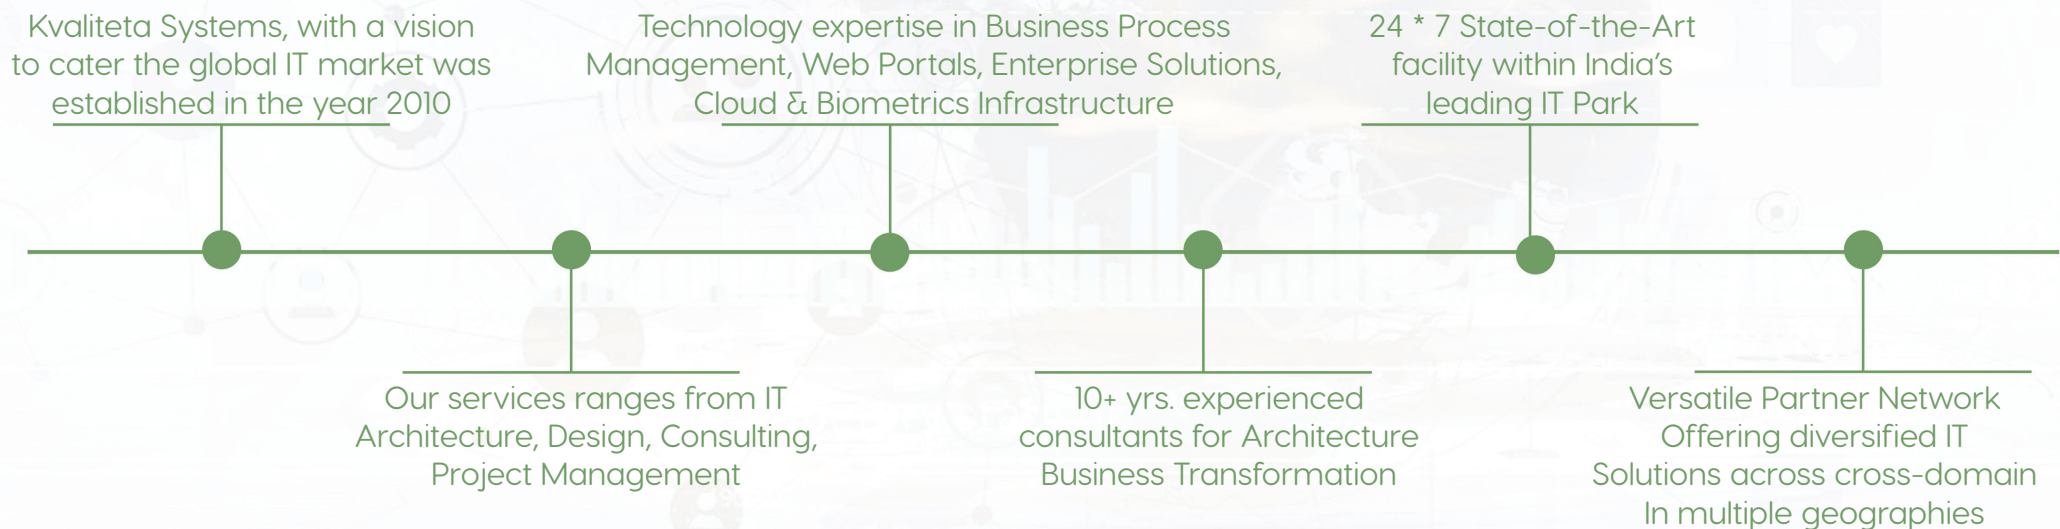 Kvaliteta Systems, with a vision
to cater the global IT market was
established in the year 2010
Our services ranges from IT
Architecture, Design, Consulting,
Project Management
Technology expertise in Business Process
Management, Web Portals, Enterprise Solutions,
Cloud & Biometrics Infrastructure
10+ yrs. experienced
consultants for Architecture
Business Transformation
24 * 7 State-of-the-Art
facility within India's
leading IT Park
Versatile Partner Network
Offering diversified IT
Solutions across cross-domain
In multiple geographies